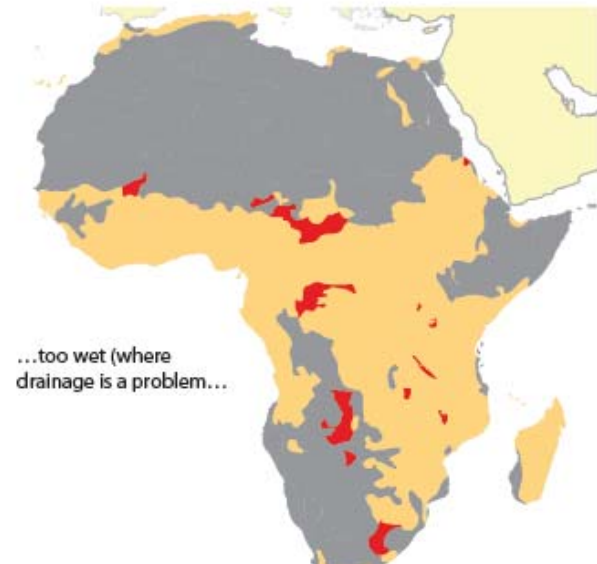 …too wet (where
drainage is a problem…